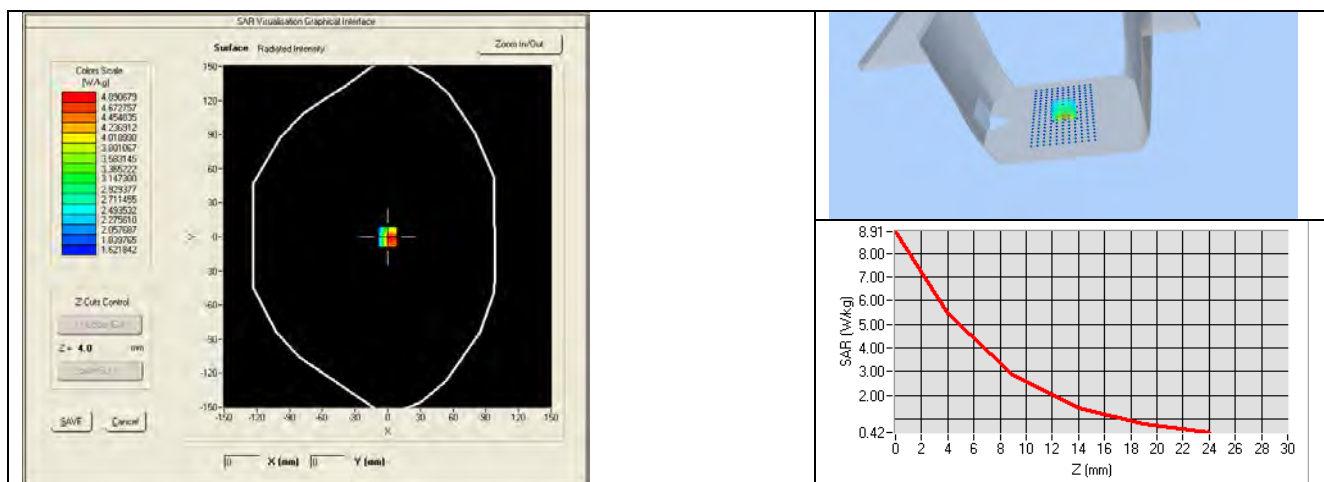 SAR Visualisation Graphical Interface
Surface Radiated Intensity
Zoom In/Out
Colors Scale
(W/kg)
4.890679
4.672757
4.454835
4.236912
4.018990
3.801067
3.583145
3.365222
3.147300
2.929377
2.711455
2.493532
2.275610
2.057687
1.839765
1.621842
150-
120-
90-
60-
30-
0-
30-
-60-
-90-
-120-
-150-
Y
-150 -120 -90 -60 -30 0 30 60 90 120 150
X
Z Cuts Control
Z = 4.0 mm
SAVE Cancel
0 X (mm) 0 Y (mm)
8.91
8.00
7.00
6.00
5.00
4.00
3.00
2.00
0.42
SAR (W/kg)
0 2 4 6 8 10 12 14 16 18 20 22 24 26 28 30
Z (mm)